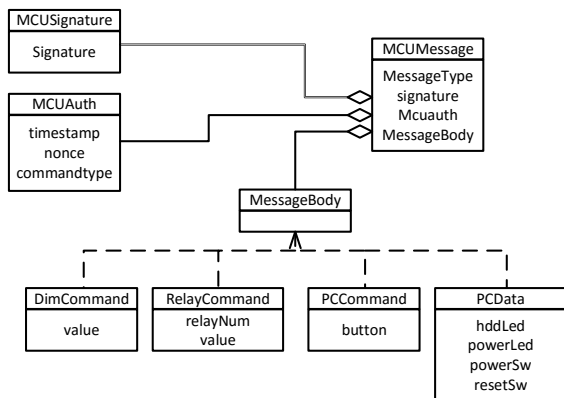 MCUSignature
Signature
MCUMessage
MessageType
signature
Mcuauth
MessageBody
MCUAuth
timestamp
nonce
commandtype
MessageBody
DimCommand
value
RelayCommand
relayNum
value
PCCommand
button
PCData
hddLed
powerLed
powerSw
resetSw